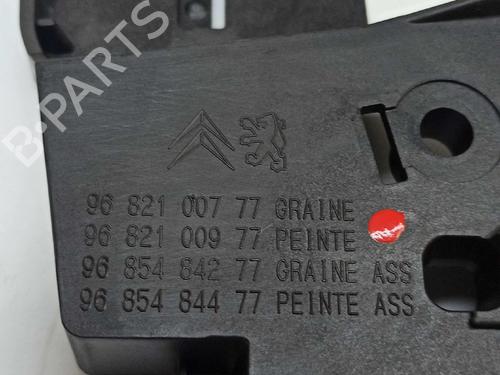 B-PARTS
96 821 007 77 GRAINE
96 821 009 77 PEINTE
96 854 842 77 GRAINE ASS
96 854 844 77 PEINTE ASS